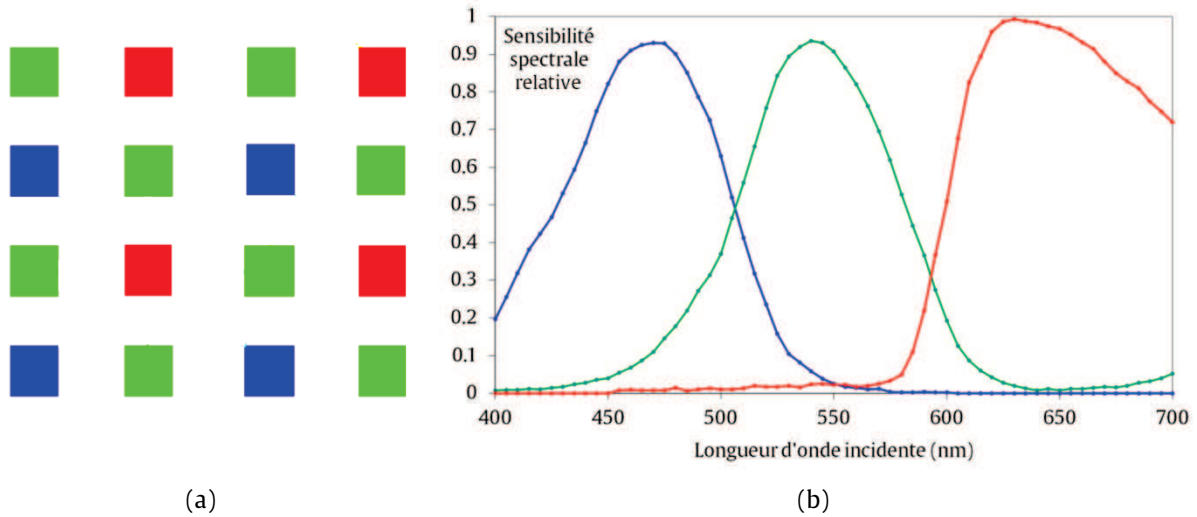 Sensibilité
spectrale
relative
1
0.9
0.8
0.7
0.6
0.5
0.4
0.3
0.2
0.1
0
400 450 500 550 600 650 700
Longueur d'onde incidente (nm)
(a) (b)